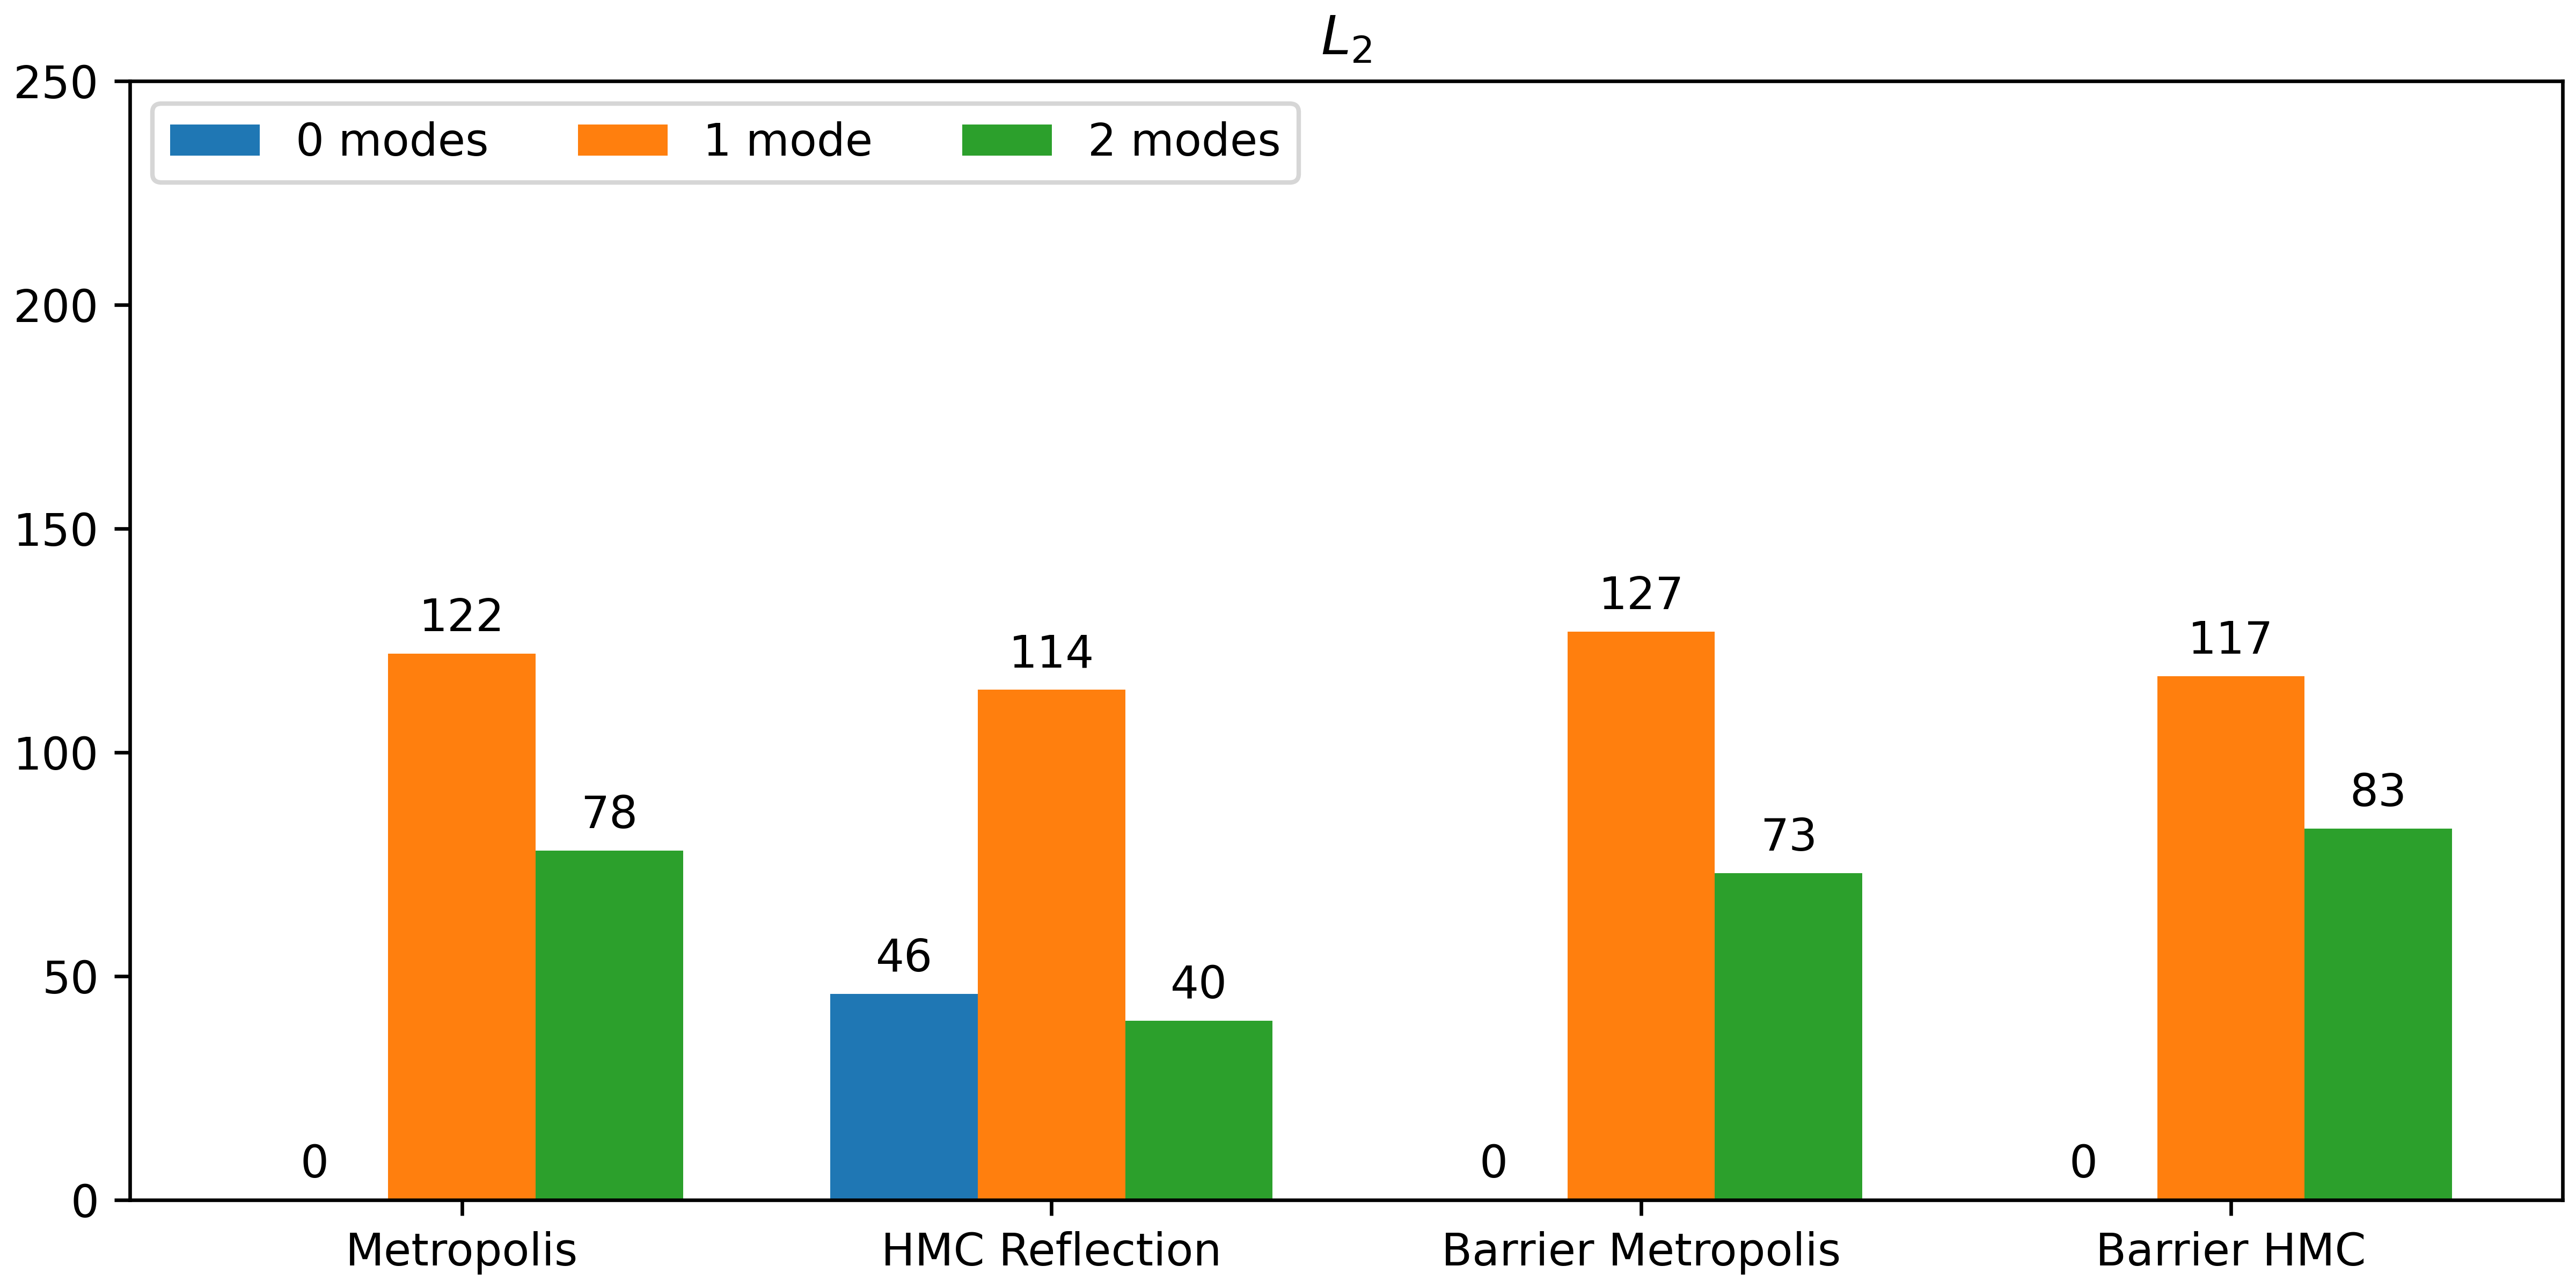 L₂
250
200
150
100
50
0
0 modes 1 mode 2 modes
0 122 78
46 114 40
0 127 73
0 117 83
Metropolis HMC Reflection Barrier Metropolis Barrier HMC